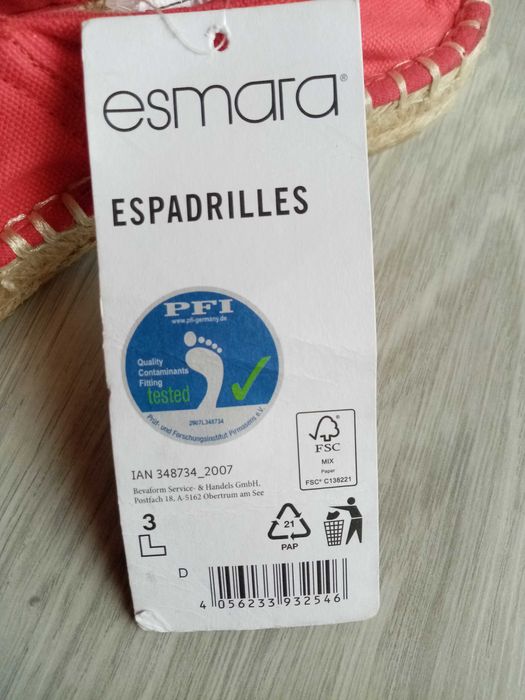 esmara®
ESPADRILLES
PFI
www.pfi-germany.de
Quality
Contaminants
Fitting
tested
2907L348734
Prüf- und Forschungsinstitut Pirmasens e.V.
IAN 348734_2007
Bevaform Service- & Handels GmbH,
Postfach 18, A-5162 Obertrum am See
FSC
MIX
Paper
FSC® C138221
3
21
PAP
D
4 056233 932546